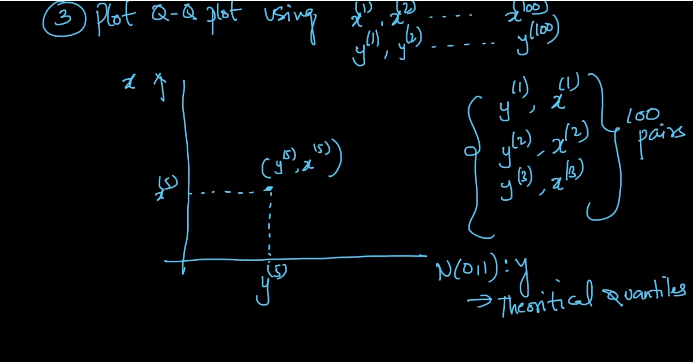 ③ Plot Q-Q plot using x⁽¹⁾, x⁽²⁾ .... x⁽¹⁰⁰⁾
y⁽¹⁾, y⁽²⁾ ----- y⁽¹⁰⁰⁾
x
y⁽¹⁾, x⁽¹⁾
y⁽²⁾, x⁽²⁾
y⁽³⁾, x⁽³⁾
100 pairs
(y⁽⁵⁾, x⁽⁵⁾)
x⁽⁵⁾
y⁽⁵⁾
N(0,1): y
→ Theoritical Quantiles